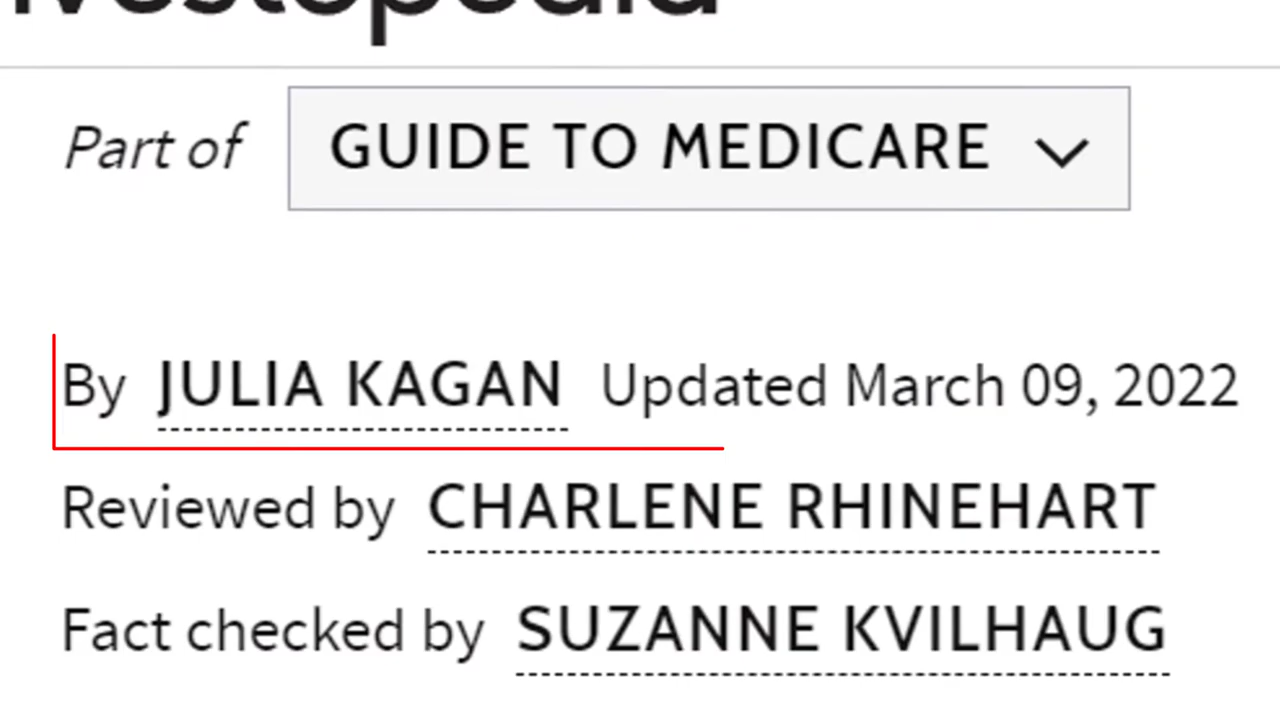 Part of GUIDE TO MEDICARE
By JULIA KAGAN Updated March 09, 2022
Reviewed by CHARLENE RHINEHART
Fact checked by SUZANNE KVILHAUG